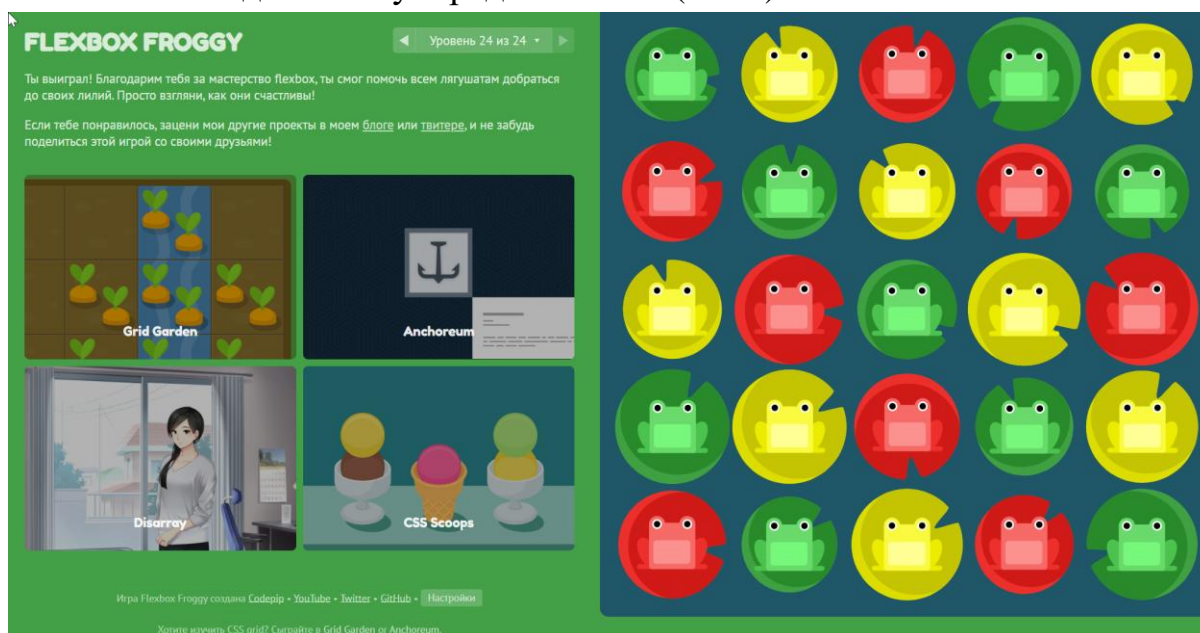 FLEXBOX FROGGY
Уровень 24 из 24
Ты выиграл! Благодарим тебя за мастерство flexbox, ты смог помочь всем лягушатам добраться
до своих лилий. Просто взгляни, как они счастливы!
Если тебе понравилось, зацени мои другие проекты в моем блоге или твитере, и не забудь
поделиться этой игрой со своими друзьями!
Grid Garden
Anchoreum
Disarray
CSS Scoops
Игра Flexbox Froggy создана Codepip • YouTube • Twitter • GitHub • Настройки
Хотите изучить CSS grid? Сыграйте в Grid Garden or Anchoreum.